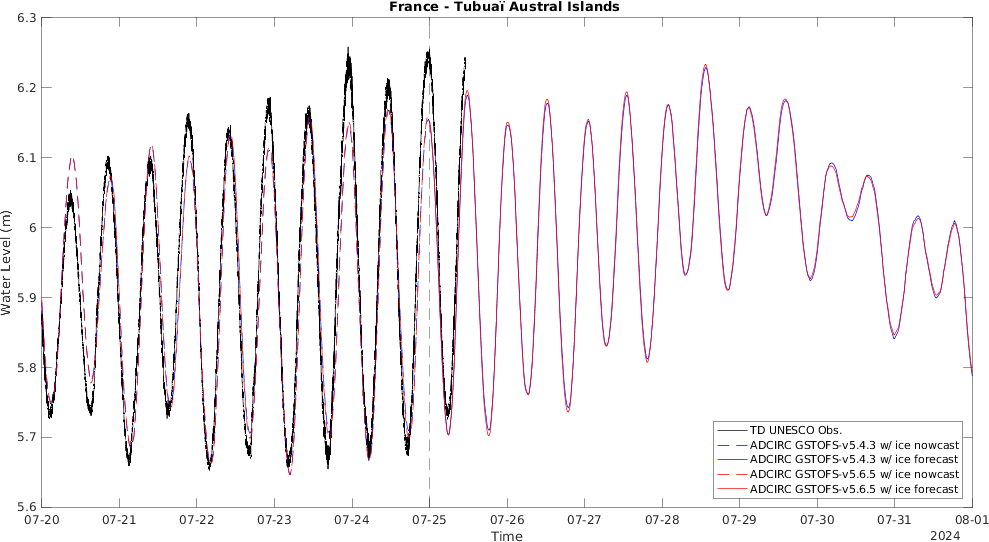 France - Tubuaï Austral Islands
6.3
6.2
6.1
6
5.9
5.8
5.7
5.6
Water Level (m)
TD UNESCO Obs.
ADCIRC GSTOFS-v5.4.3 w/ ice nowcast
ADCIRC GSTOFS-v5.4.3 w/ ice forecast
ADCIRC GSTOFS-v5.6.5 w/ ice nowcast
ADCIRC GSTOFS-v5.6.5 w/ ice forecast
07-20 07-21 07-22 07-23 07-24 07-25 07-26 07-27 07-28 07-29 07-30 07-31 08-01
Time
2024